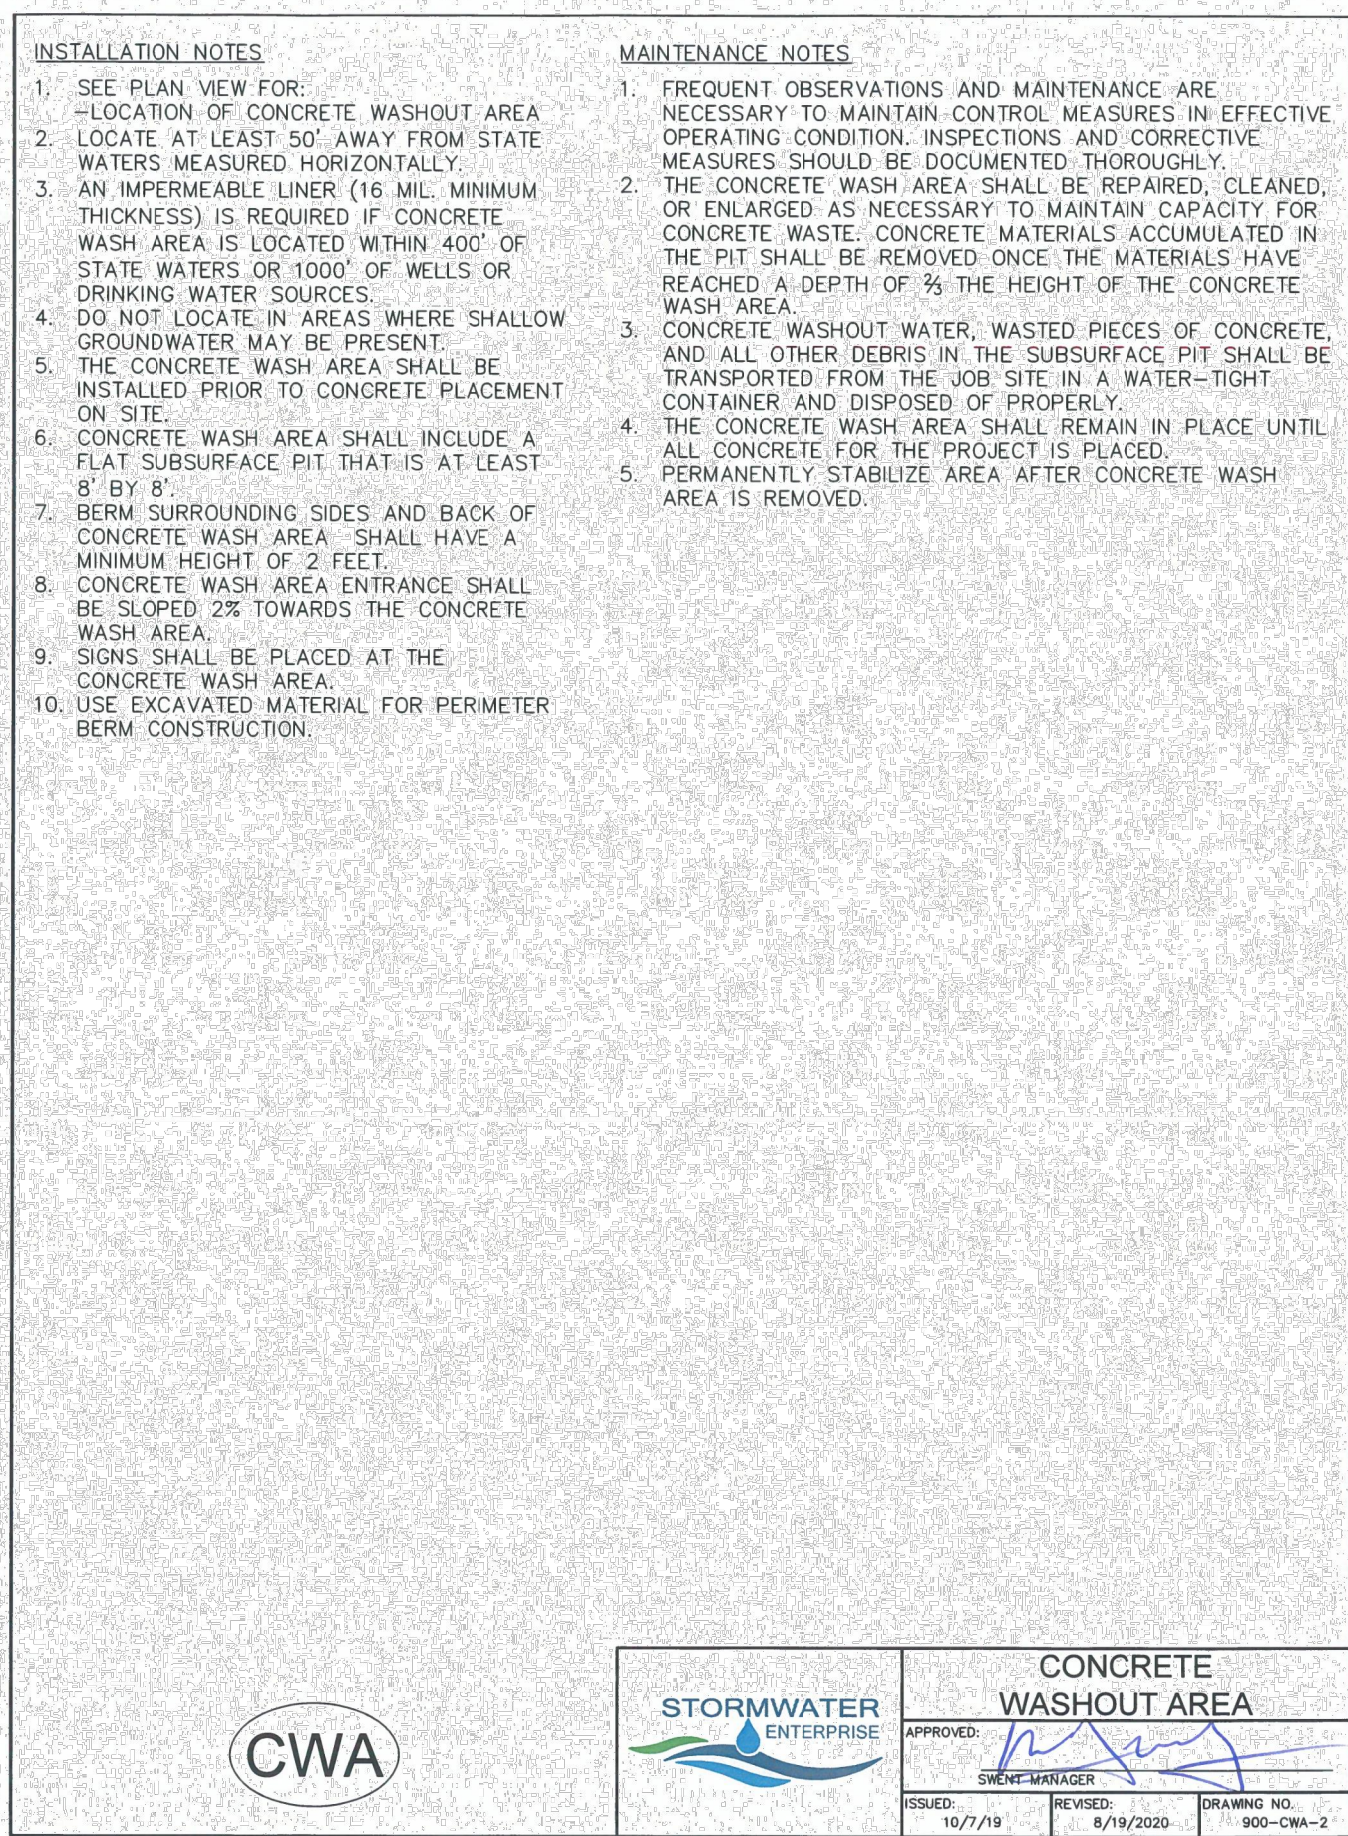 INSTALLATION NOTES
1. SEE PLAN VIEW FOR:
-LOCATION OF CONCRETE WASHOUT AREA
2. LOCATE AT LEAST 50' AWAY FROM STATE
WATERS MEASURED HORIZONTALLY.
3. AN IMPERMEABLE LINER (16 MIL. MINIMUM
THICKNESS) IS REQUIRED IF CONCRETE
WASH AREA IS LOCATED WITHIN 400' OF
STATE WATERS OR 1000' OF WELLS OR
DRINKING WATER SOURCES.
4. DO NOT LOCATE IN AREAS WHERE SHALLOW
GROUNDWATER MAY BE PRESENT.
5. THE CONCRETE WASH AREA SHALL BE
INSTALLED PRIOR TO CONCRETE PLACEMENT
ON SITE.
6. CONCRETE WASH AREA SHALL INCLUDE A
FLAT SUBSURFACE PIT THAT IS AT LEAST
8' BY 8'.
7. BERM SURROUNDING SIDES AND BACK OF
CONCRETE WASH AREA SHALL HAVE A
MINIMUM HEIGHT OF 2 FEET.
8. CONCRETE WASH AREA ENTRANCE SHALL
BE SLOPED 2% TOWARDS THE CONCRETE
WASH AREA.
9. SIGNS SHALL BE PLACED AT THE
CONCRETE WASH AREA.
10. USE EXCAVATED MATERIAL FOR PERIMETER
BERM CONSTRUCTION.
MAINTENANCE NOTES
1. FREQUENT OBSERVATIONS AND MAINTENANCE ARE
NECESSARY TO MAINTAIN CONTROL MEASURES IN EFFECTIVE
OPERATING CONDITION. INSPECTIONS AND CORRECTIVE
MEASURES SHOULD BE DOCUMENTED THOROUGHLY.
2. THE CONCRETE WASH AREA SHALL BE REPAIRED, CLEANED,
OR ENLARGED AS NECESSARY TO MAINTAIN CAPACITY FOR
CONCRETE WASTE. CONCRETE MATERIALS ACCUMULATED IN
THE PIT SHALL BE REMOVED ONCE THE MATERIALS HAVE
REACHED A DEPTH OF ⅔ THE HEIGHT OF THE CONCRETE
WASH AREA.
3. CONCRETE WASHOUT WATER, WASTED PIECES OF CONCRETE,
AND ALL OTHER DEBRIS IN THE SUBSURFACE PIT SHALL BE
TRANSPORTED FROM THE JOB SITE IN A WATER-TIGHT
CONTAINER AND DISPOSED OF PROPERLY.
4. THE CONCRETE WASH AREA SHALL REMAIN IN PLACE UNTIL
ALL CONCRETE FOR THE PROJECT IS PLACED.
5. PERMANENTLY STABILIZE AREA AFTER CONCRETE WASH
AREA IS REMOVED.
CWA
STORMWATER
ENTERPRISE
CONCRETE
WASHOUT AREA
APPROVED:
SWENT MANAGER
ISSUED:
10/7/19
REVISED:
8/19/2020
DRAWING NO.
900-CWA-2